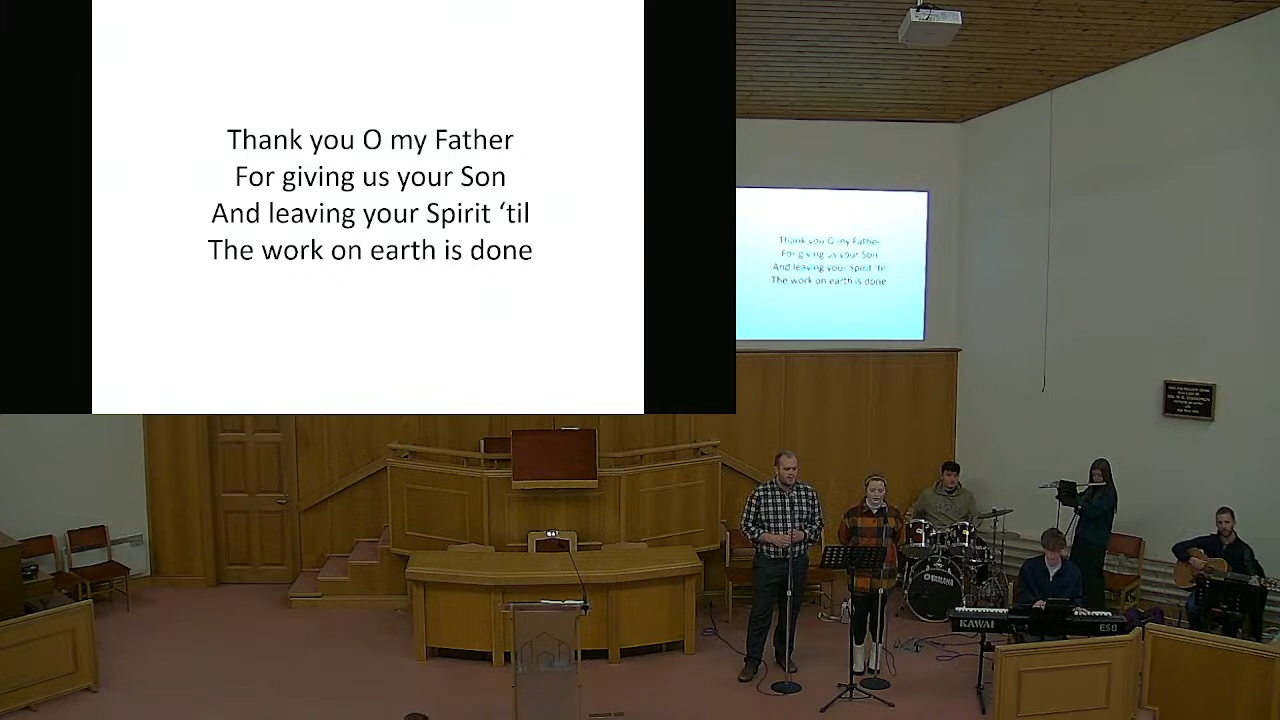 Thank you O my Father
For giving us your Son
And leaving your Spirit ‘til
The work on earth is done
Thank you O my Father
For giving us your Son
And leaving your Spirit 'til
The work on earth is done
YAMAHA
KAWAI
ES8